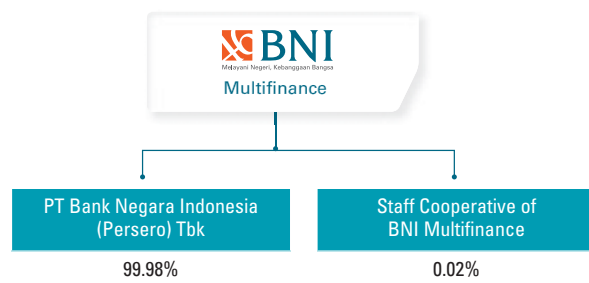 BNI
Melayani Negeri, Kebanggaan Bangsa
Multifinance
PT Bank Negara Indonesia
(Persero) Tbk
99.98%
Staff Cooperative of
BNI Multifinance
0.02%